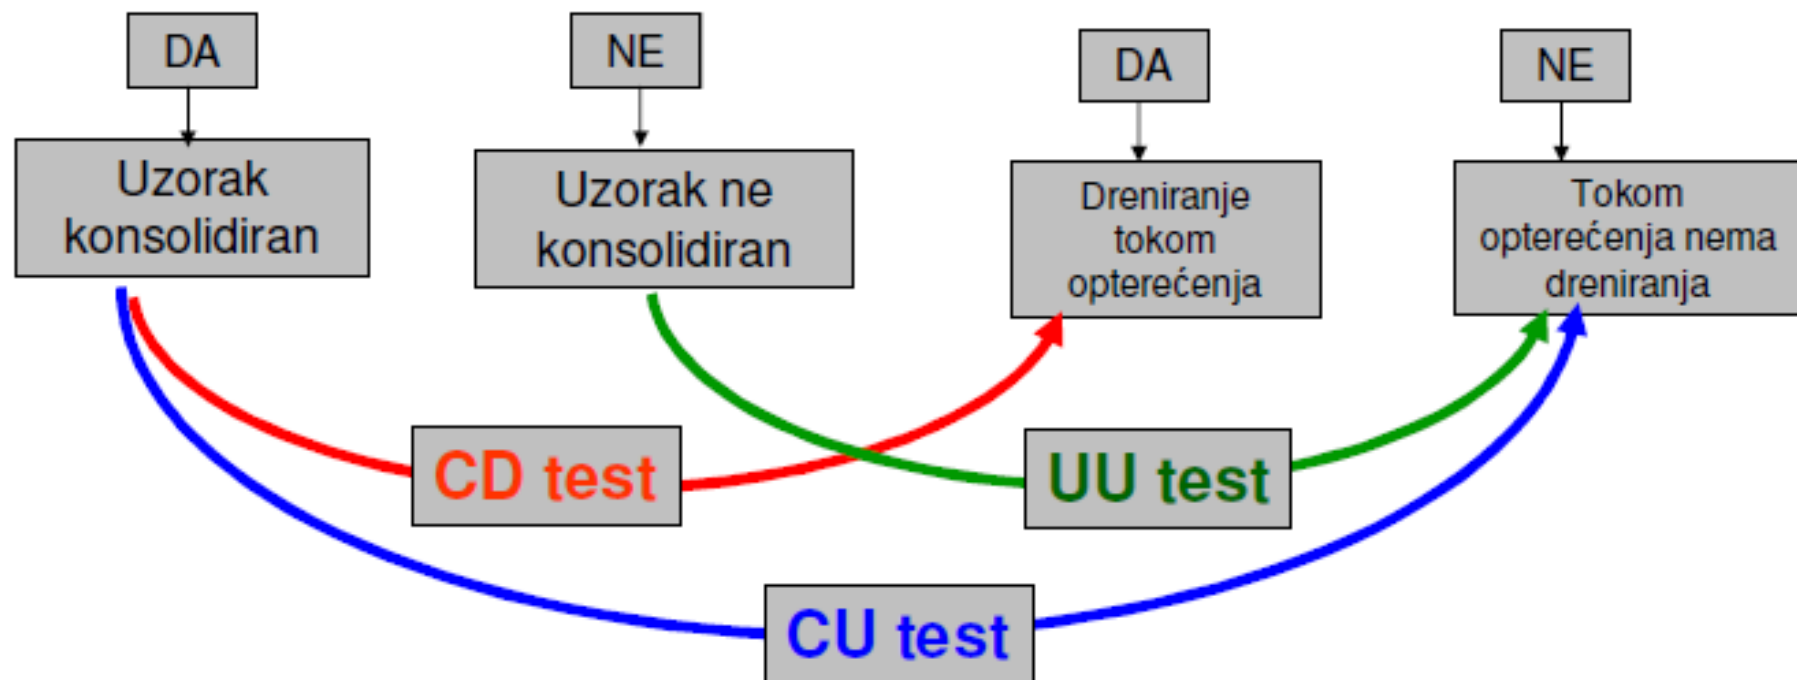 DA
NE
DA
NE
Uzorak
konsolidiran
Uzorak ne
konsolidiran
Dreniranje
tokom
opterećenja
Tokom
opterećenja nema
dreniranja
CD test
UU test
CU test